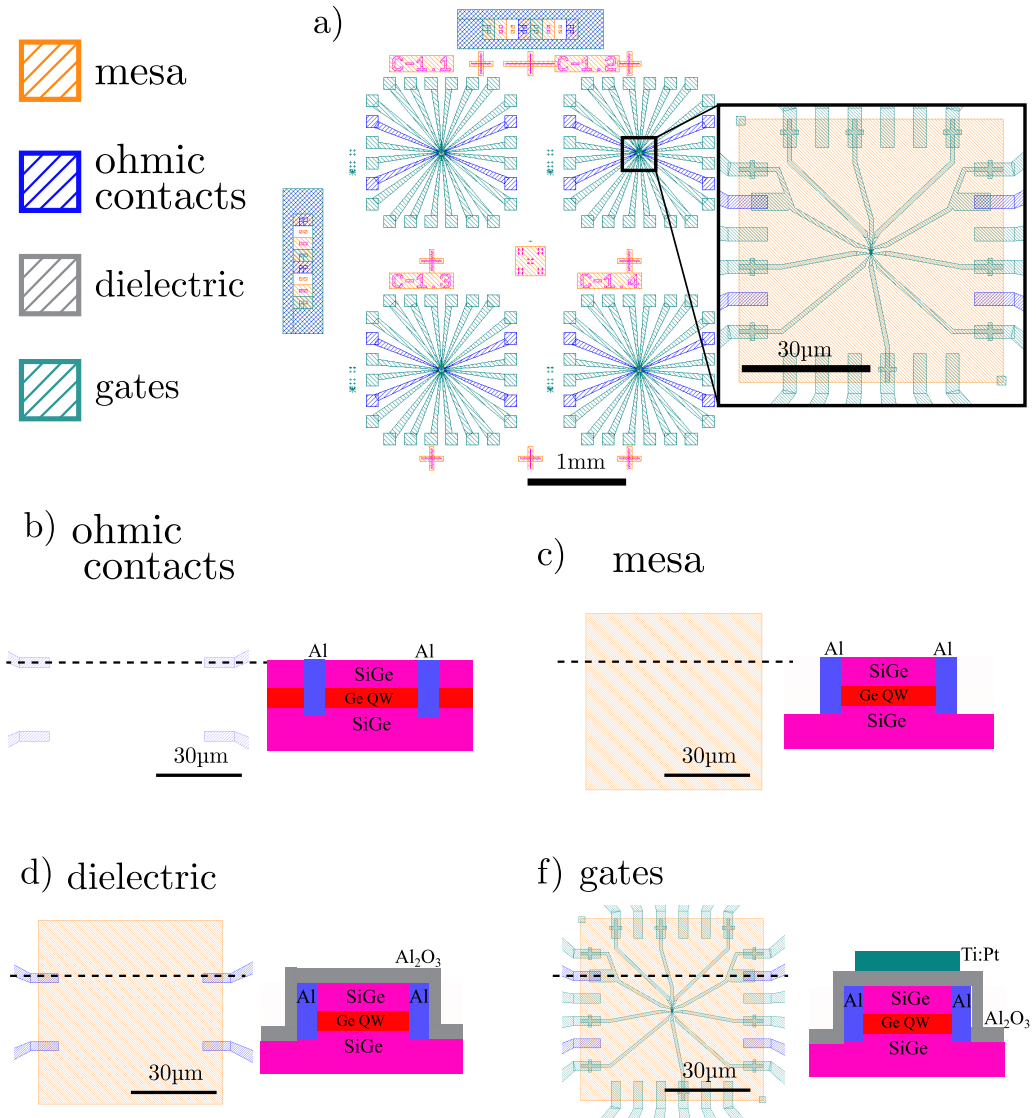 a)
mesa
ohmic
contacts
dielectric
gates
C-1.1
C-1.2
C-1.3
C-1.4
30µm
1mm
b) ohmic
contacts
Al
Al
SiGe
Ge QW
SiGe
30µm
c) mesa
Al
Al
SiGe
Ge QW
SiGe
30µm
d) dielectric
Al₂O₃
Al
SiGe
Al
Ge QW
SiGe
30µm
f) gates
Ti:Pt
Al
SiGe
Al
Ge QW
Al₂O₃
SiGe
30µm